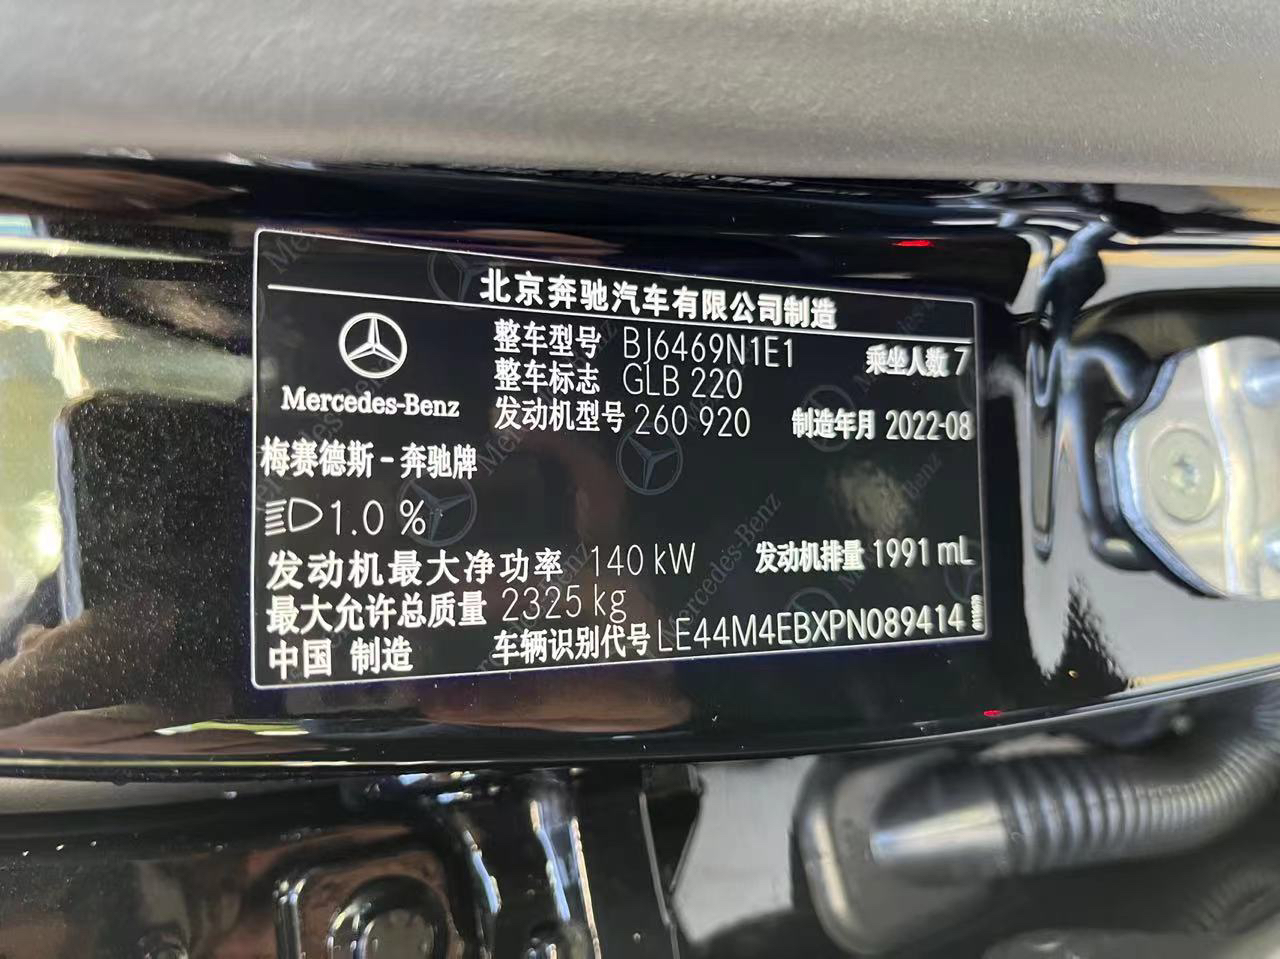 北京奔驰汽车有限公司制造
整车型号 BJ6469N1E1 乘坐人数 7
整车标志 GLB 220
Mercedes-Benz
发动机型号 260 920 制造年月 2022-08
梅赛德斯-奔驰牌
1.0 %
发动机最大净功率 140 kW 发动机排量 1991 mL
最大允许总质量 2325 kg
中国 制造 车辆识别代号 LE44M4EBXPN089414